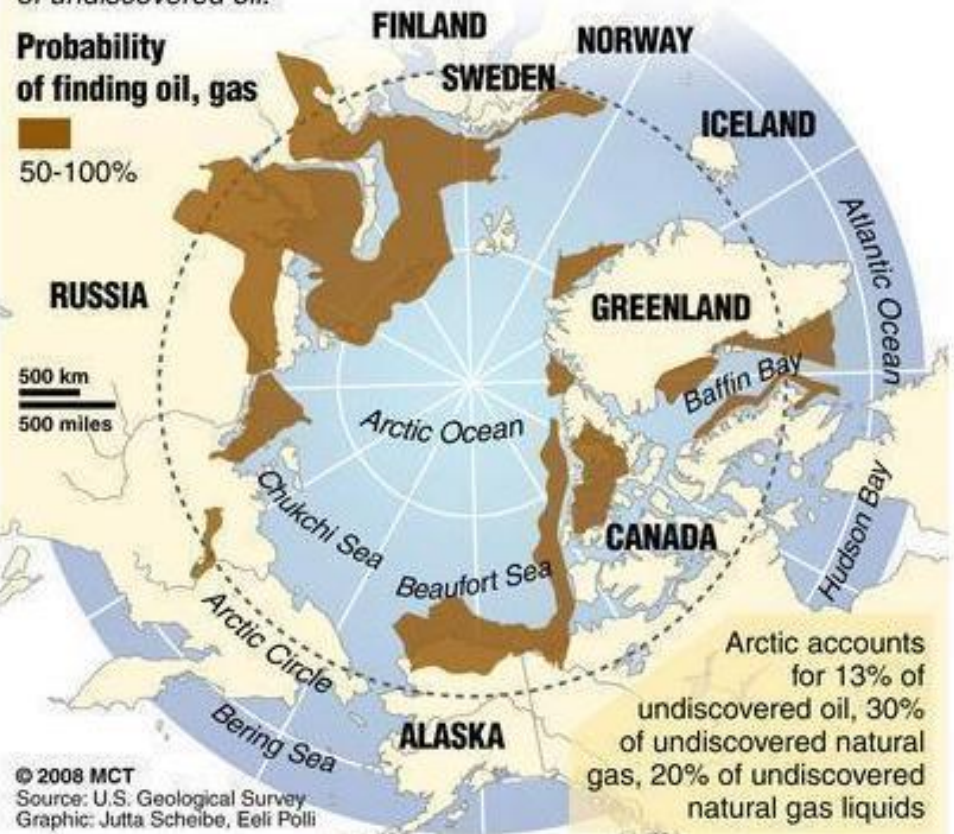 of undiscovered oil.
Probability
of finding oil, gas
50-100%
FINLAND
NORWAY
SWEDEN
ICELAND
Atlantic Ocean
RUSSIA
GREENLAND
500 km
500 miles
Baffin Bay
Arctic Ocean
Chukchi Sea
CANADA
Hudson Bay
Beaufort Sea
Arctic Circle
Bering Sea
ALASKA
Arctic accounts
for 13% of
undiscovered oil, 30%
of undiscovered natural
gas, 20% of undiscovered
natural gas liquids
© 2008 MCT
Source: U.S. Geological Survey
Graphic: Jutta Scheibe, Eeli Polli